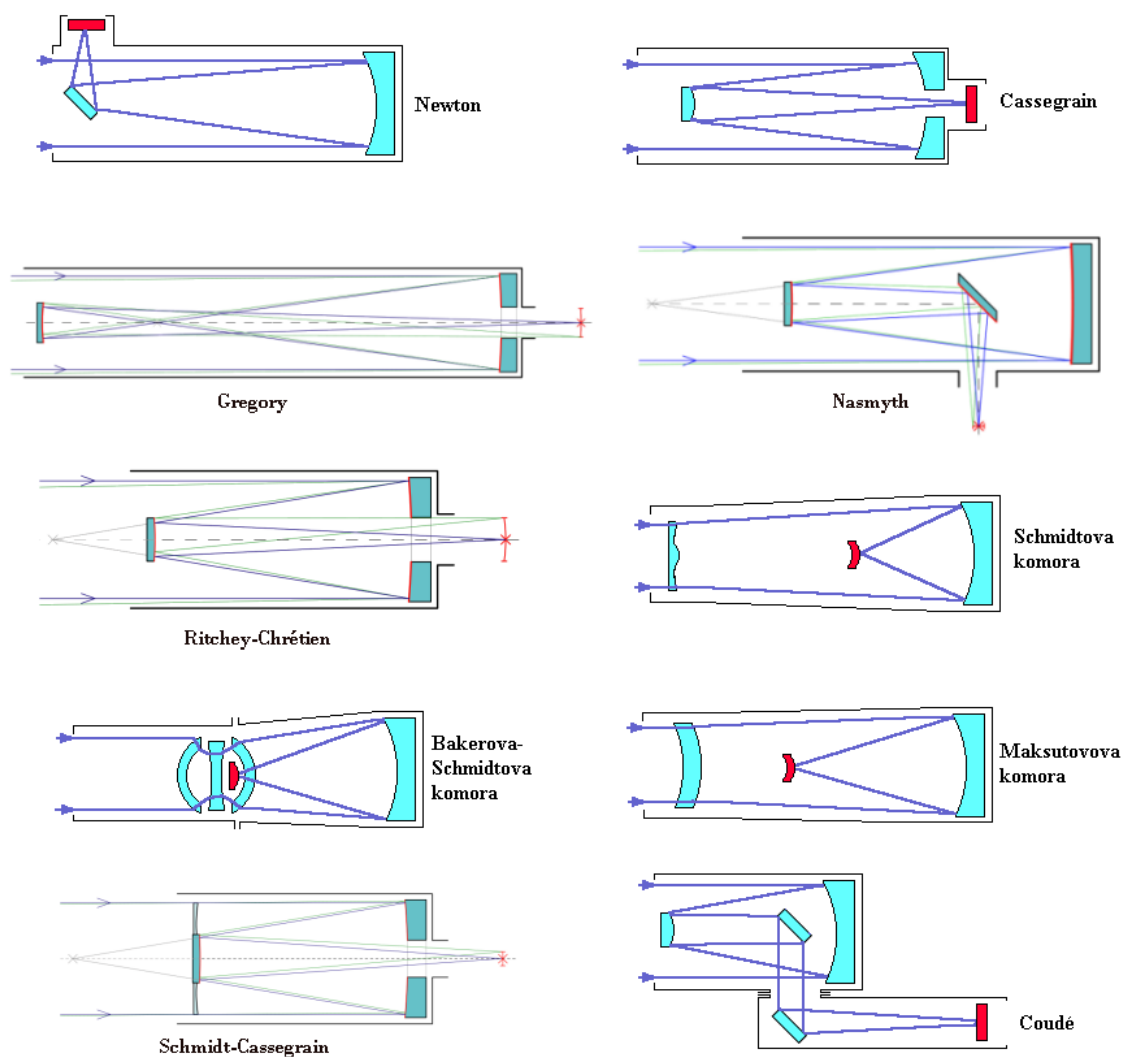 Newton
Cassegrain
Gregory
Nasmyth
Ritchey-Chrétien
Schmidtova
komora
Bakerova-
Schmidtova
komora
Maksutovova
komora
Schmidt-Cassegrain
Coudé